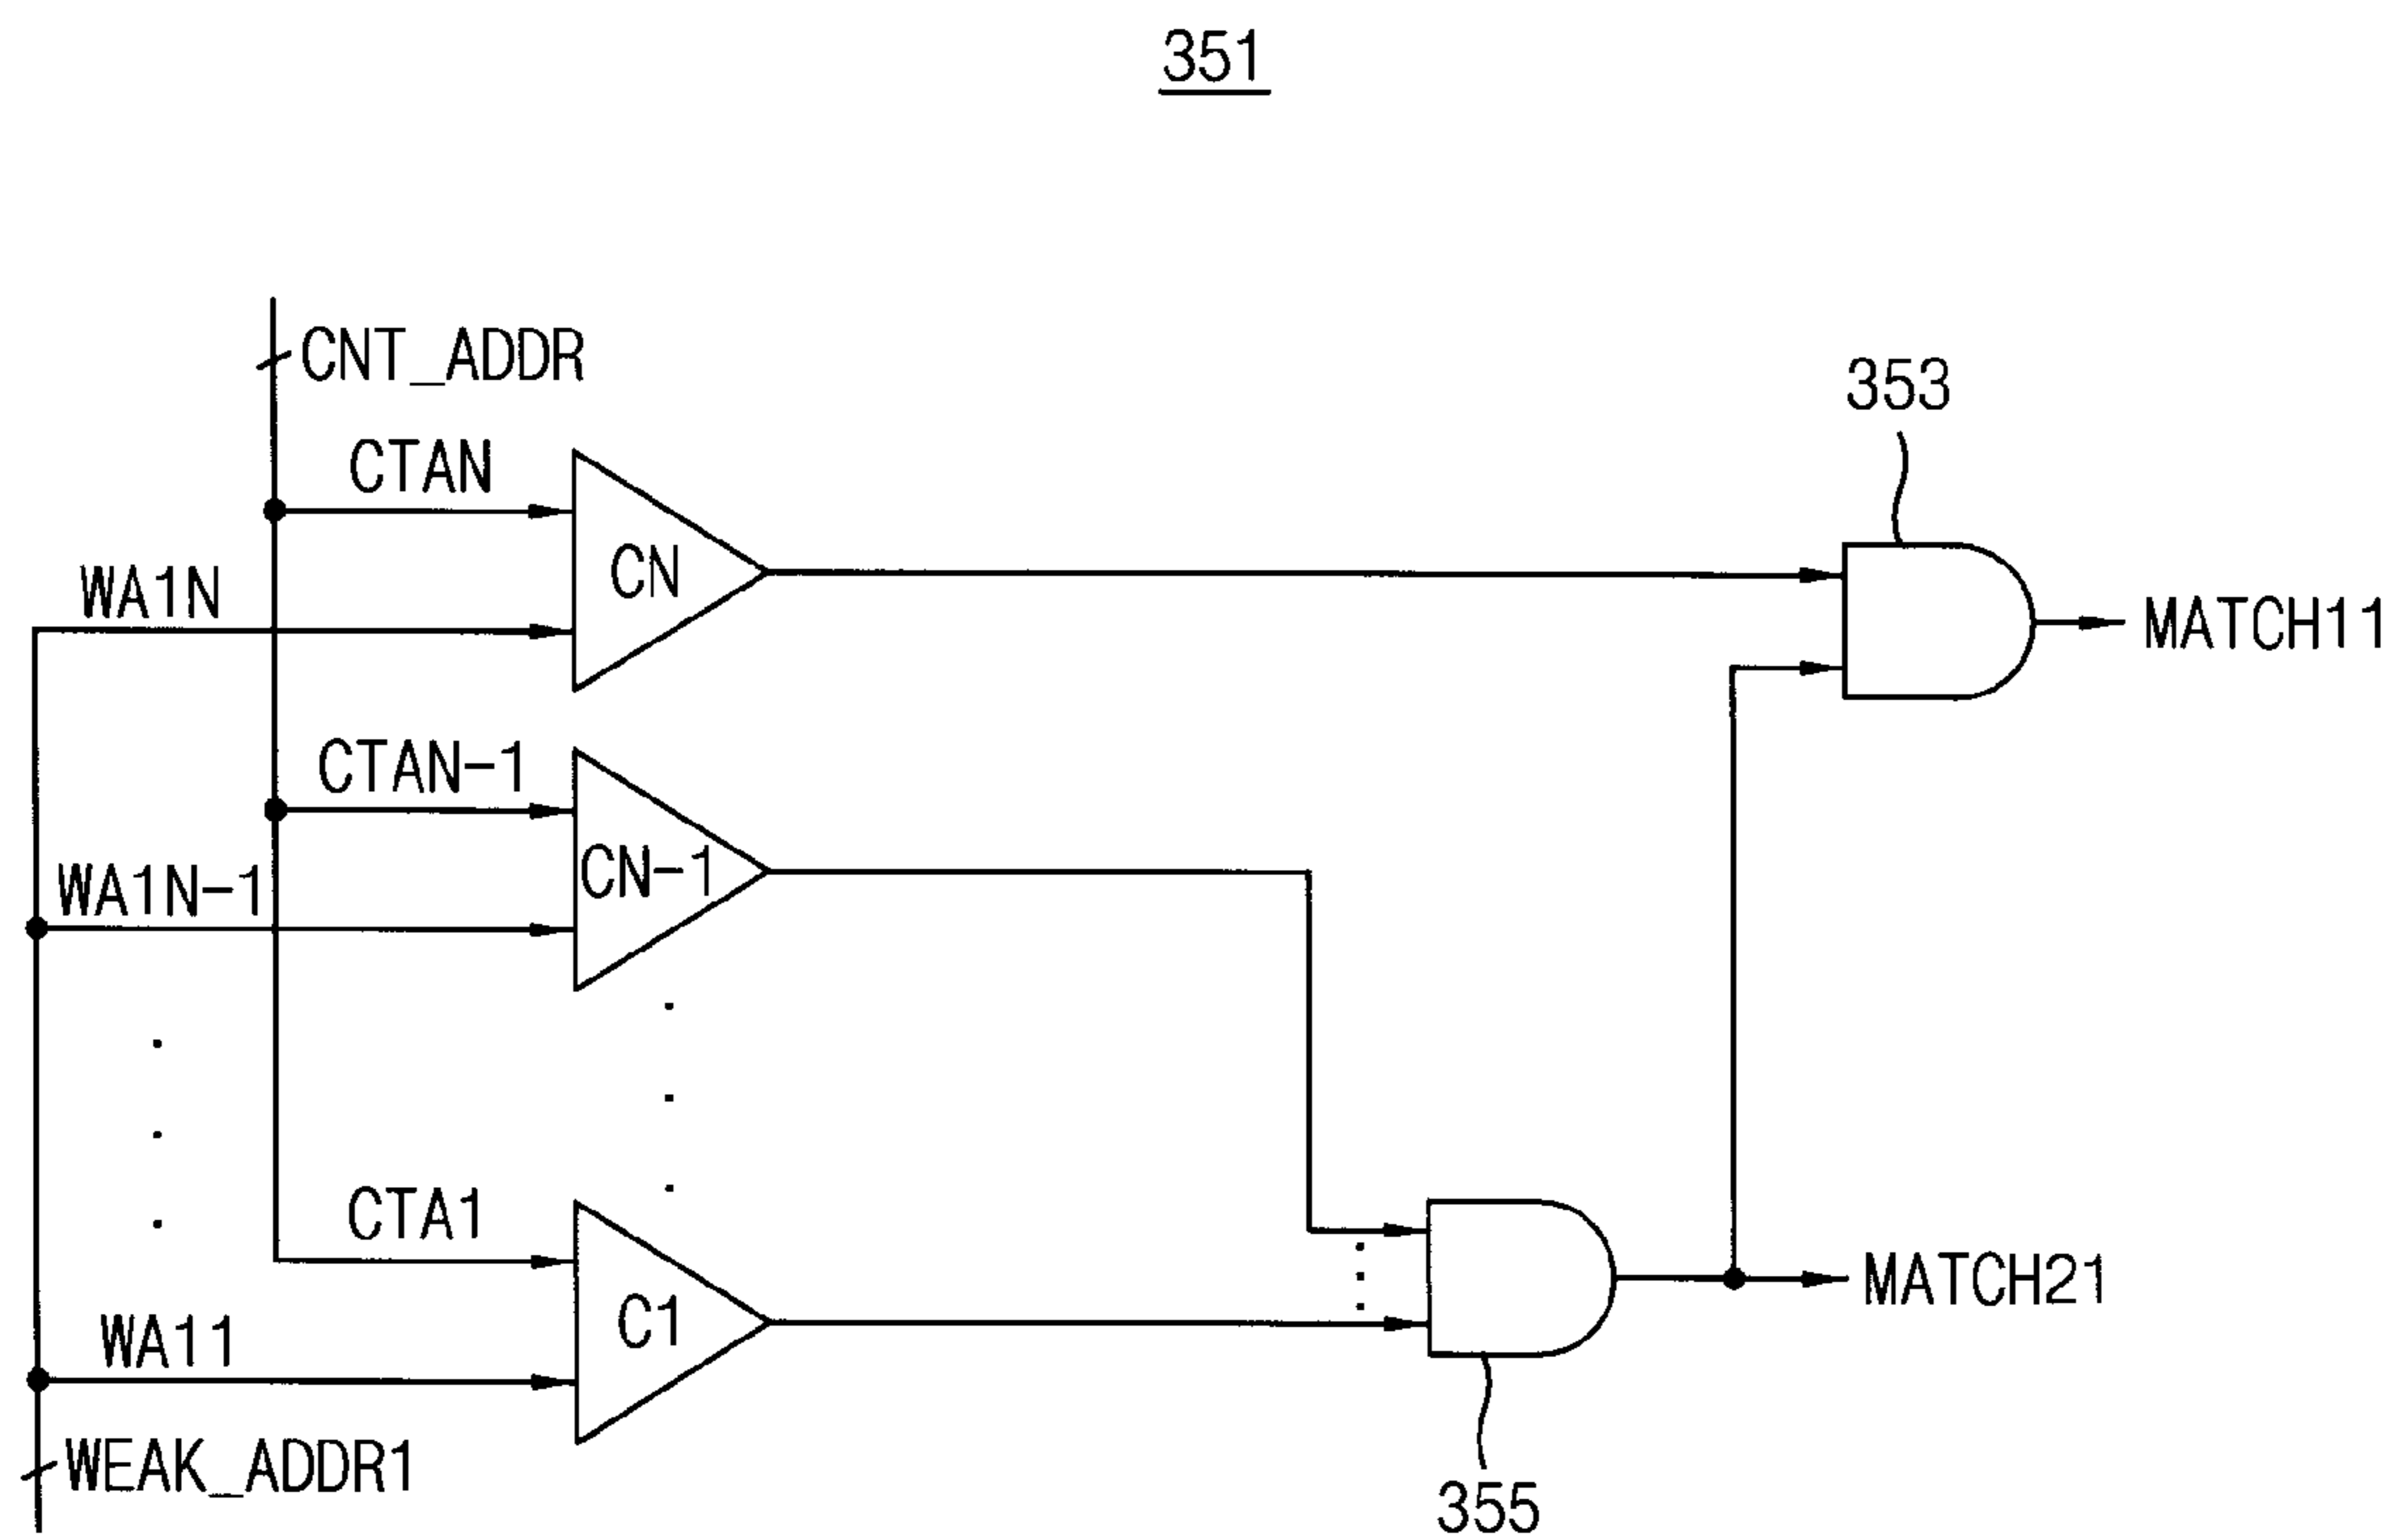 351
CNT_ADDR
353
CTAN
CN
WA1N
MATCH11
CTAN-1
CN-1
WA1N-1
CTA1
MATCH21
C1
WA11
WEAK_ADDR1
355